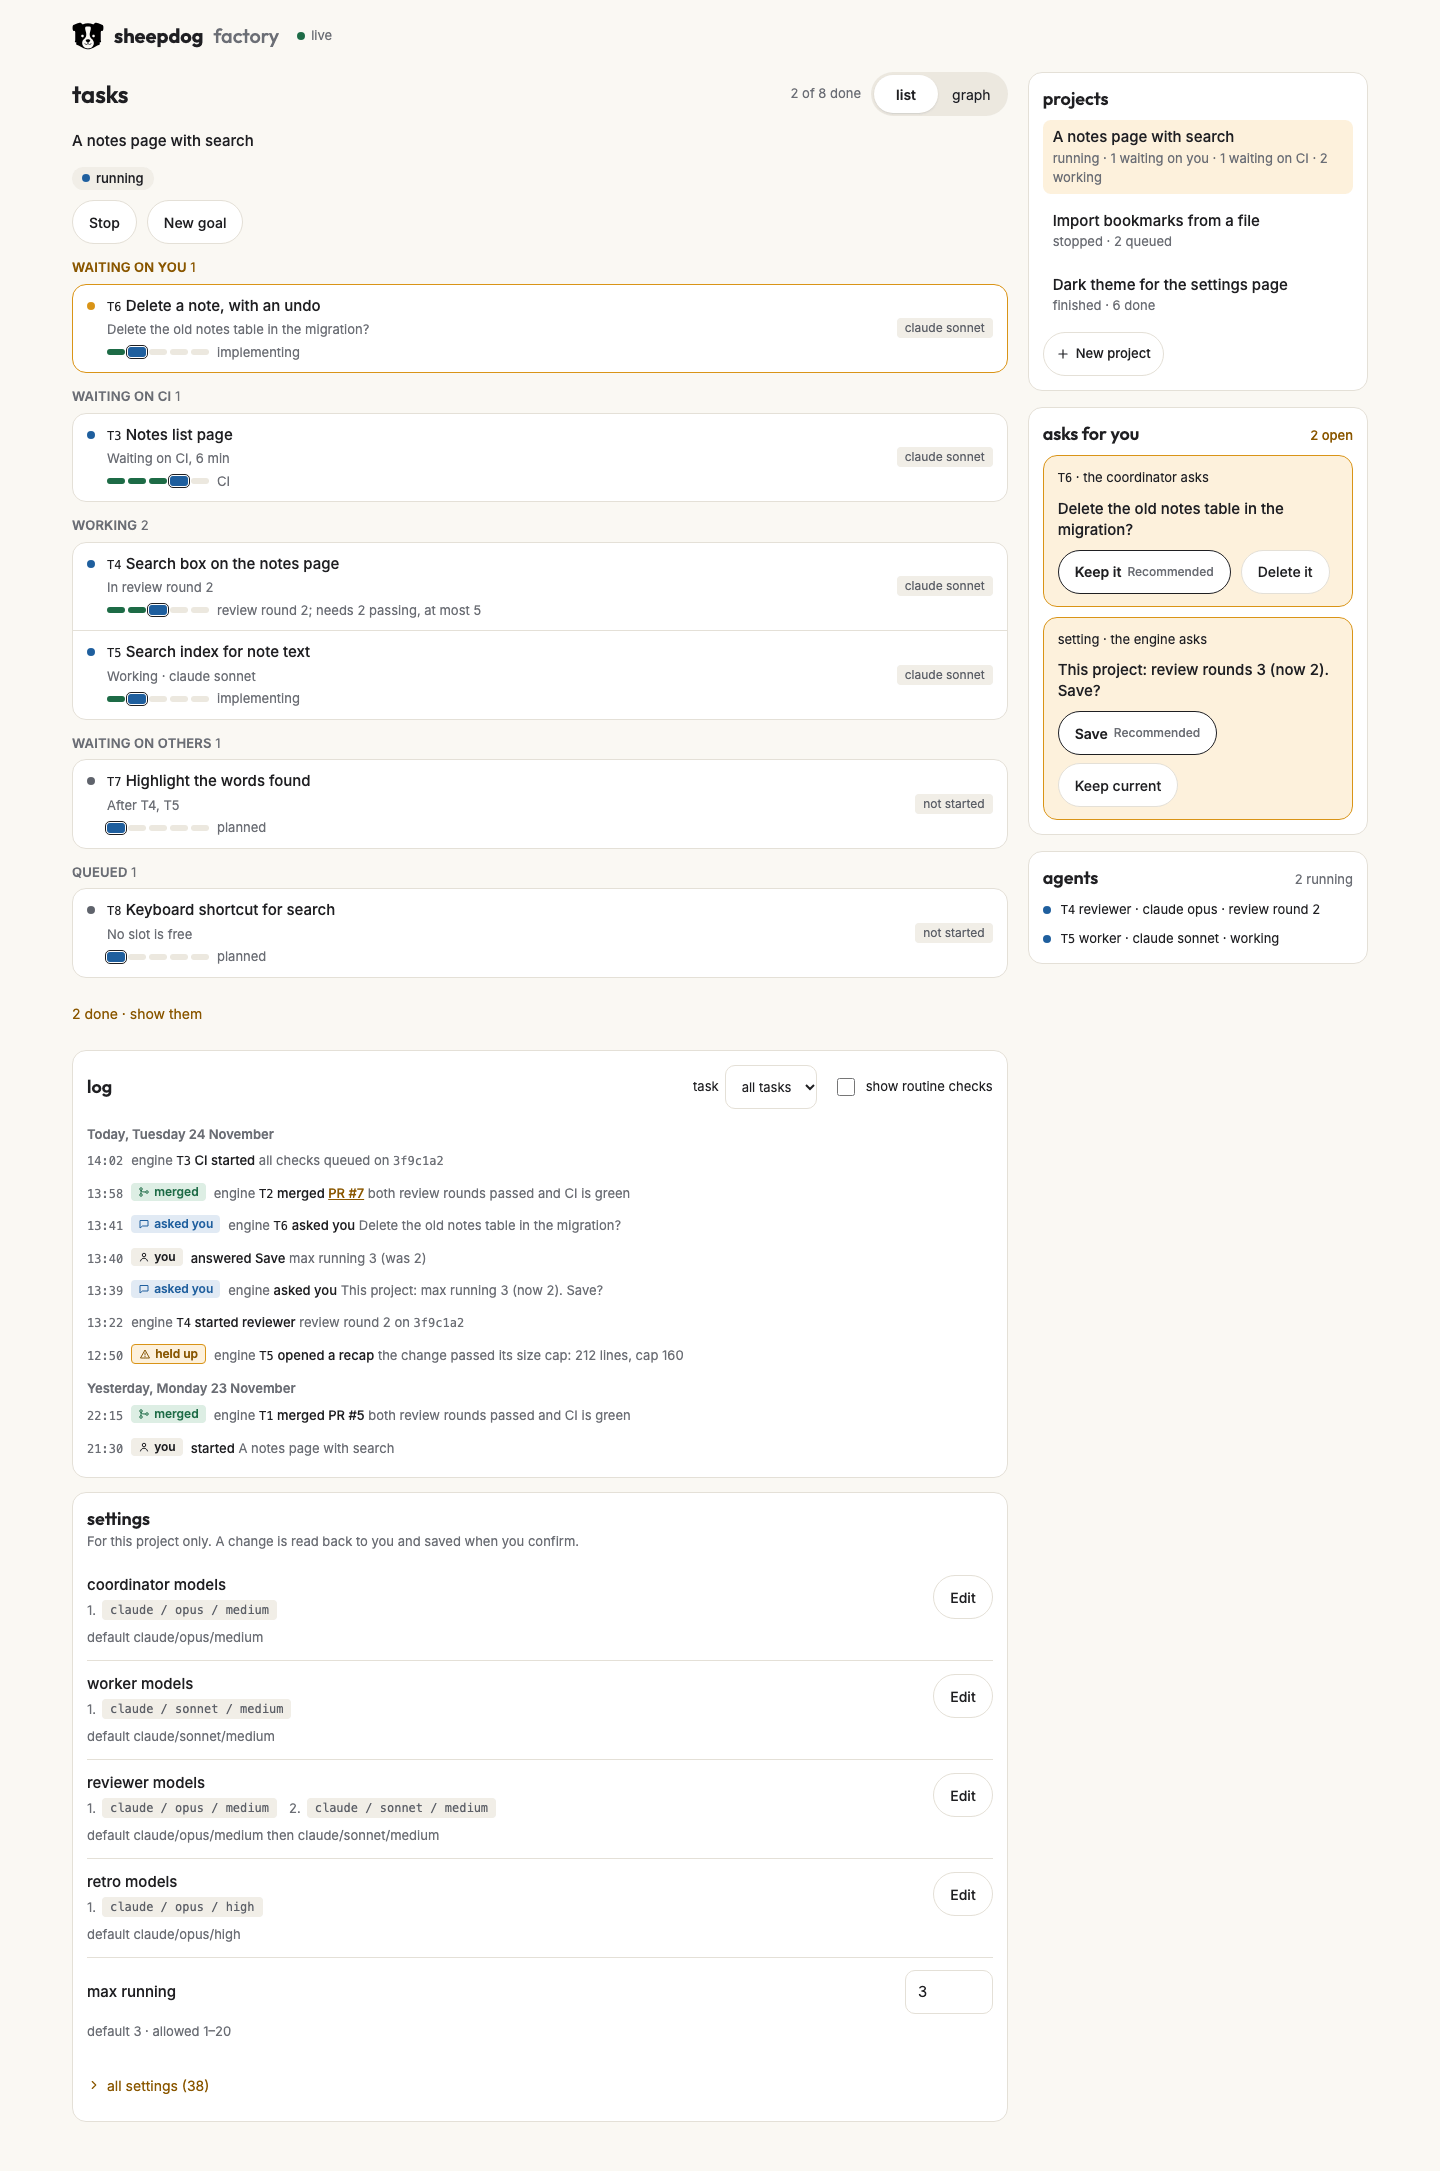 sheepdog factory live
tasks
2 of 8 done list graph
A notes page with search
running
Stop New goal
WAITING ON YOU 1
T6 Delete a note, with an undo
Delete the old notes table in the migration?
implementing
claude sonnet
WAITING ON CI 1
T3 Notes list page
Waiting on CI, 6 min
CI
claude sonnet
WORKING 2
T4 Search box on the notes page
In review round 2
review round 2; needs 2 passing, at most 5
claude sonnet
T5 Search index for note text
Working · claude sonnet
implementing
claude sonnet
WAITING ON OTHERS 1
T7 Highlight the words found
After T4, T5
planned
not started
QUEUED 1
T8 Keyboard shortcut for search
No slot is free
planned
not started
2 done · show them
log
task all tasks show routine checks
Today, Tuesday 24 November
14:02 engine T3 CI started all checks queued on 3f9c1a2
13:58 merged engine T2 merged PR #7 both review rounds passed and CI is green
13:41 asked you engine T6 asked you Delete the old notes table in the migration?
13:40 you answered Save max running 3 (was 2)
13:39 asked you engine asked you This project: max running 3 (now 2). Save?
13:22 engine T4 started reviewer review round 2 on 3f9c1a2
12:50 held up engine T5 opened a recap the change passed its size cap: 212 lines, cap 160
Yesterday, Monday 23 November
22:15 merged engine T1 merged PR #5 both review rounds passed and CI is green
21:30 you started A notes page with search
settings
For this project only. A change is read back to you and saved when you confirm.
coordinator models
1. claude / opus / medium
default claude/opus/medium
Edit
worker models
1. claude / sonnet / medium
default claude/sonnet/medium
Edit
reviewer models
1. claude / opus / medium 2. claude / sonnet / medium
default claude/opus/medium then claude/sonnet/medium
Edit
retro models
1. claude / opus / high
default claude/opus/high
Edit
max running
3
default 3 · allowed 1–20
all settings (38)
projects
A notes page with search
running · 1 waiting on you · 1 waiting on CI · 2
working
Import bookmarks from a file
stopped · 2 queued
Dark theme for the settings page
finished · 6 done
New project
asks for you 2 open
T6 · the coordinator asks
Delete the old notes table in the
migration?
Keep it Recommended Delete it
setting · the engine asks
This project: review rounds 3 (now 2).
Save?
Save Recommended
Keep current
agents 2 running
T4 reviewer · claude opus · review round 2
T5 worker · claude sonnet · working